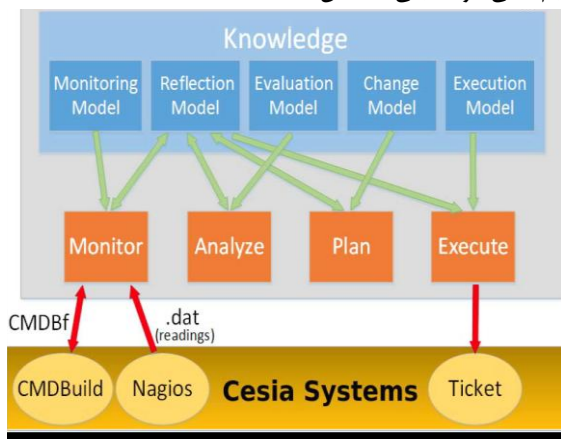 Knowledge
Monitoring Model
Reflection Model
Evaluation Model
Change Model
Execution Model
Monitor
Analyze
Plan
Execute
CMDBf
.dat
(readings)
CMDBuild
Nagios
Cesia Systems
Ticket